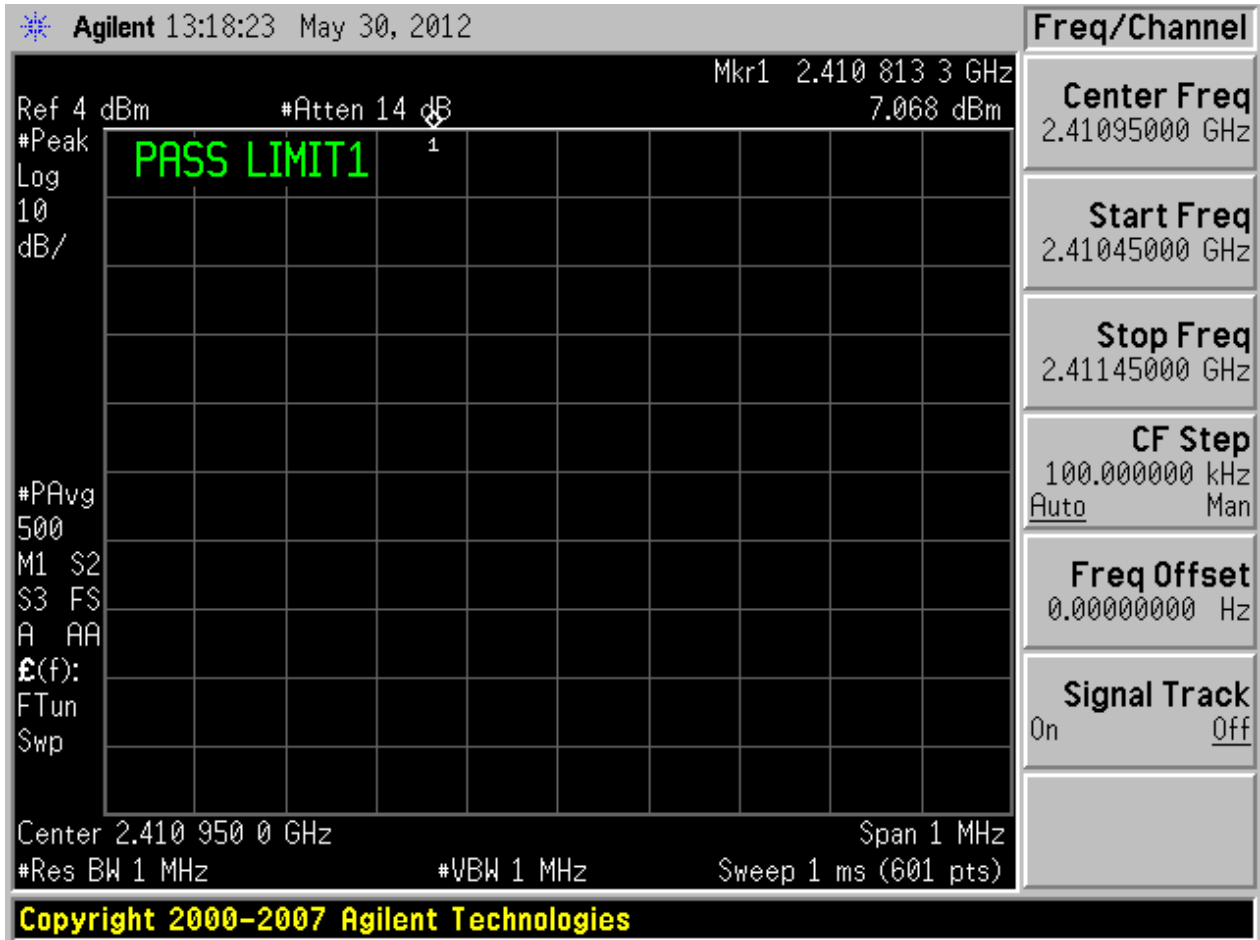 Agilent 13:18:23 May 30, 2012
Freq/Channel
Mkr1 2.410 813 3 GHz
Ref 4 dBm #Atten 14 dB 7.068 dBm
#Peak
Log
10
dB/
PASS LIMIT1
1
#PAvg
500
M1 S2
S3 FS
A AA
£(f):
FTun
Swp
Center 2.410 950 0 GHz Span 1 MHz
#Res BW 1 MHz #VBW 1 MHz Sweep 1 ms (601 pts)
Center Freq
2.41095000 GHz
Start Freq
2.41045000 GHz
Stop Freq
2.41145000 GHz
CF Step
100.000000 kHz
Auto Man
Freq Offset
0.00000000 Hz
Signal Track
On Off
Copyright 2000-2007 Agilent Technologies